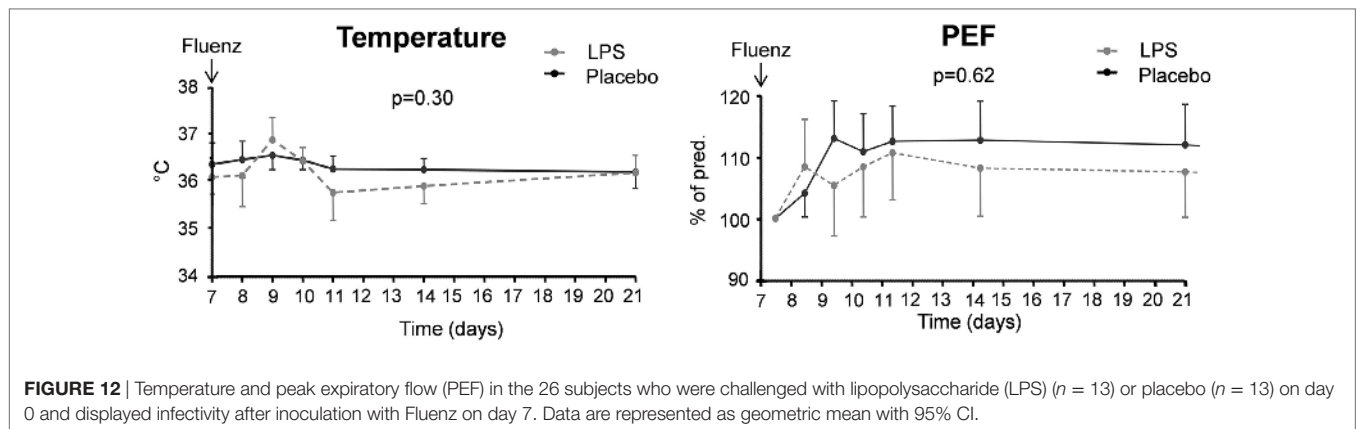 Temperature
Fluenz
LPS
Placebo
p=0.30
38
37
36
35
34
°C
7 8 9 10 11 12 13 14 15 16 17 18 19 20 21
Time (days)
PEF
Fluenz
LPS
Placebo
p=0.62
120
110
100
90
% of pred.
7 8 9 10 11 12 13 14 15 16 17 18 19 20 21
Time (days)
FIGURE 12 | Temperature and peak expiratory flow (PEF) in the 26 subjects who were challenged with lipopolysaccharide (LPS) (n = 13) or placebo (n = 13) on day
0 and displayed infectivity after inoculation with Fluenz on day 7. Data are represented as geometric mean with 95% CI.